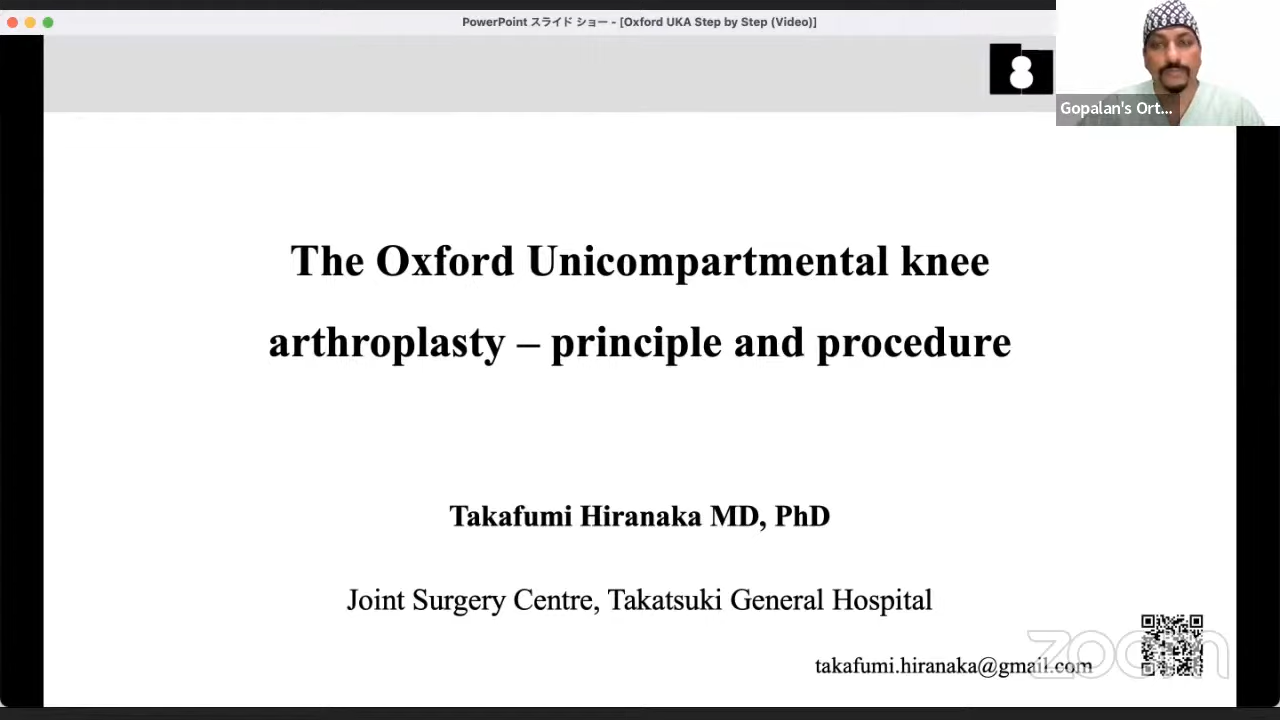 PowerPoint スライド ショー - [Oxford UKA Step by Step (Video)]
Gopalan's Ort...
The Oxford Unicompartmental knee
arthroplasty – principle and procedure
Takafumi Hiranaka MD, PhD
Joint Surgery Centre, Takatsuki General Hospital
takafumi.hiranaka@gmail.com
zoom